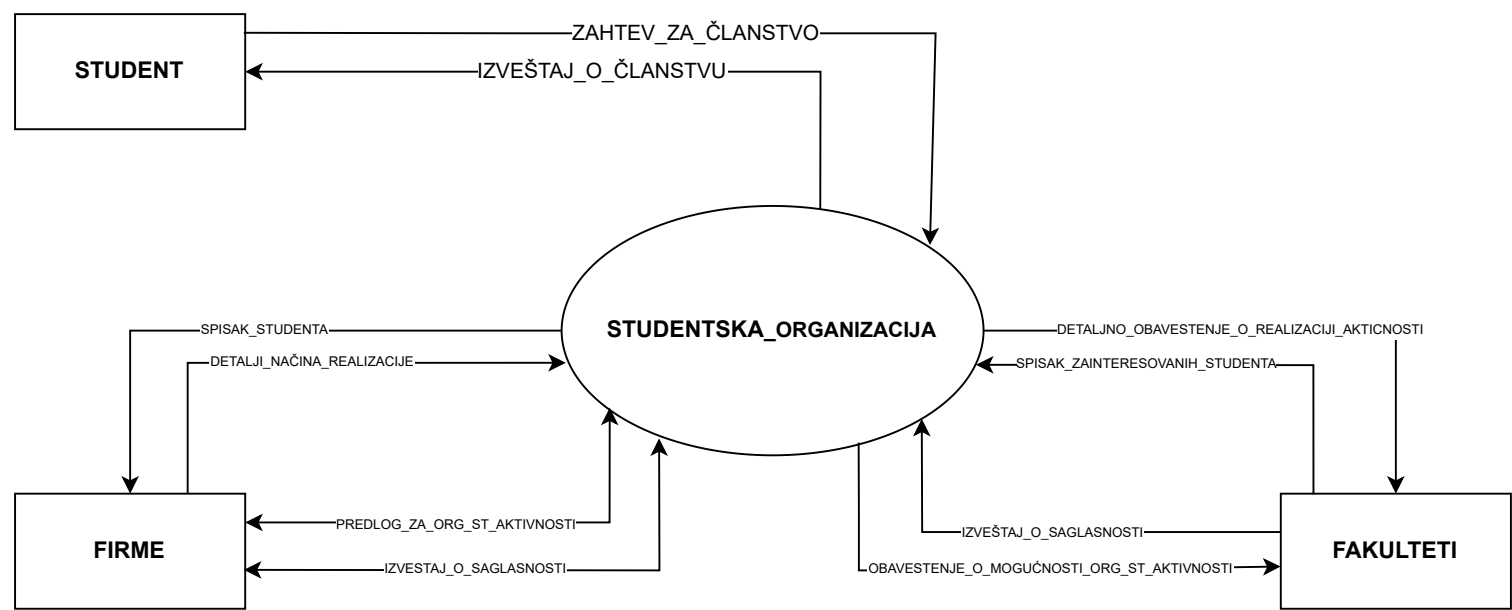 ZAHTEV_ZA_ČLANSTVO
STUDENT
IZVEŠTAJ_O_ČLANSTVU
STUDENTSKA_ORGANIZACIJA
SPISAK_STUDENTA
DETALJNO_OBAVESTENJE_O_REALIZACIJI_AKTICNOSTI
DETALJI_NAČINA_REALIZACIJE
SPISAK_ZAINTERESOVANIH_STUDENTA
PREDLOG_ZA_ORG_ST_AKTIVNOSTI
IZVEŠTAJ_O_SAGLASNOSTI
FIRME
FAKULTETI
IZVESTAJ_O_SAGLASNOSTI
OBAVESTENJE_O_MOGUĆNOSTI_ORG_ST_AKTIVNOSTI